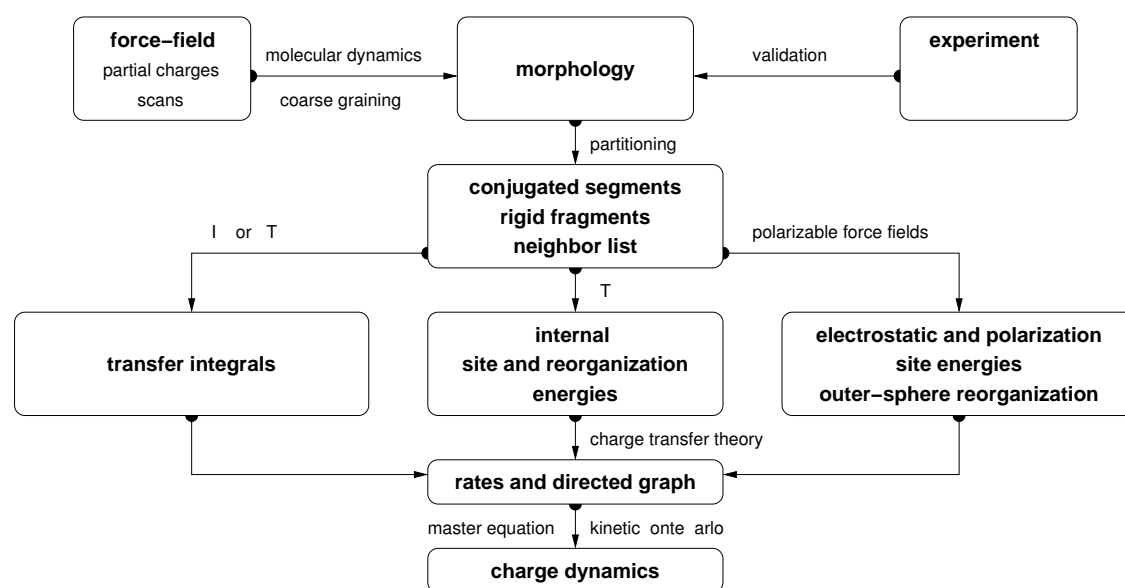 force−field
partial charges
scans
molecular dynamics
coarse graining
morphology
validation
experiment
partitioning
conjugated segments
rigid fragments
neighbor list
I or T
polarizable force fields
T
transfer integrals
internal
site and reorganization
energies
electrostatic and polarization
site energies
outer−sphere reorganization
charge transfer theory
rates and directed graph
master equation
kinetic onte arlo
charge dynamics